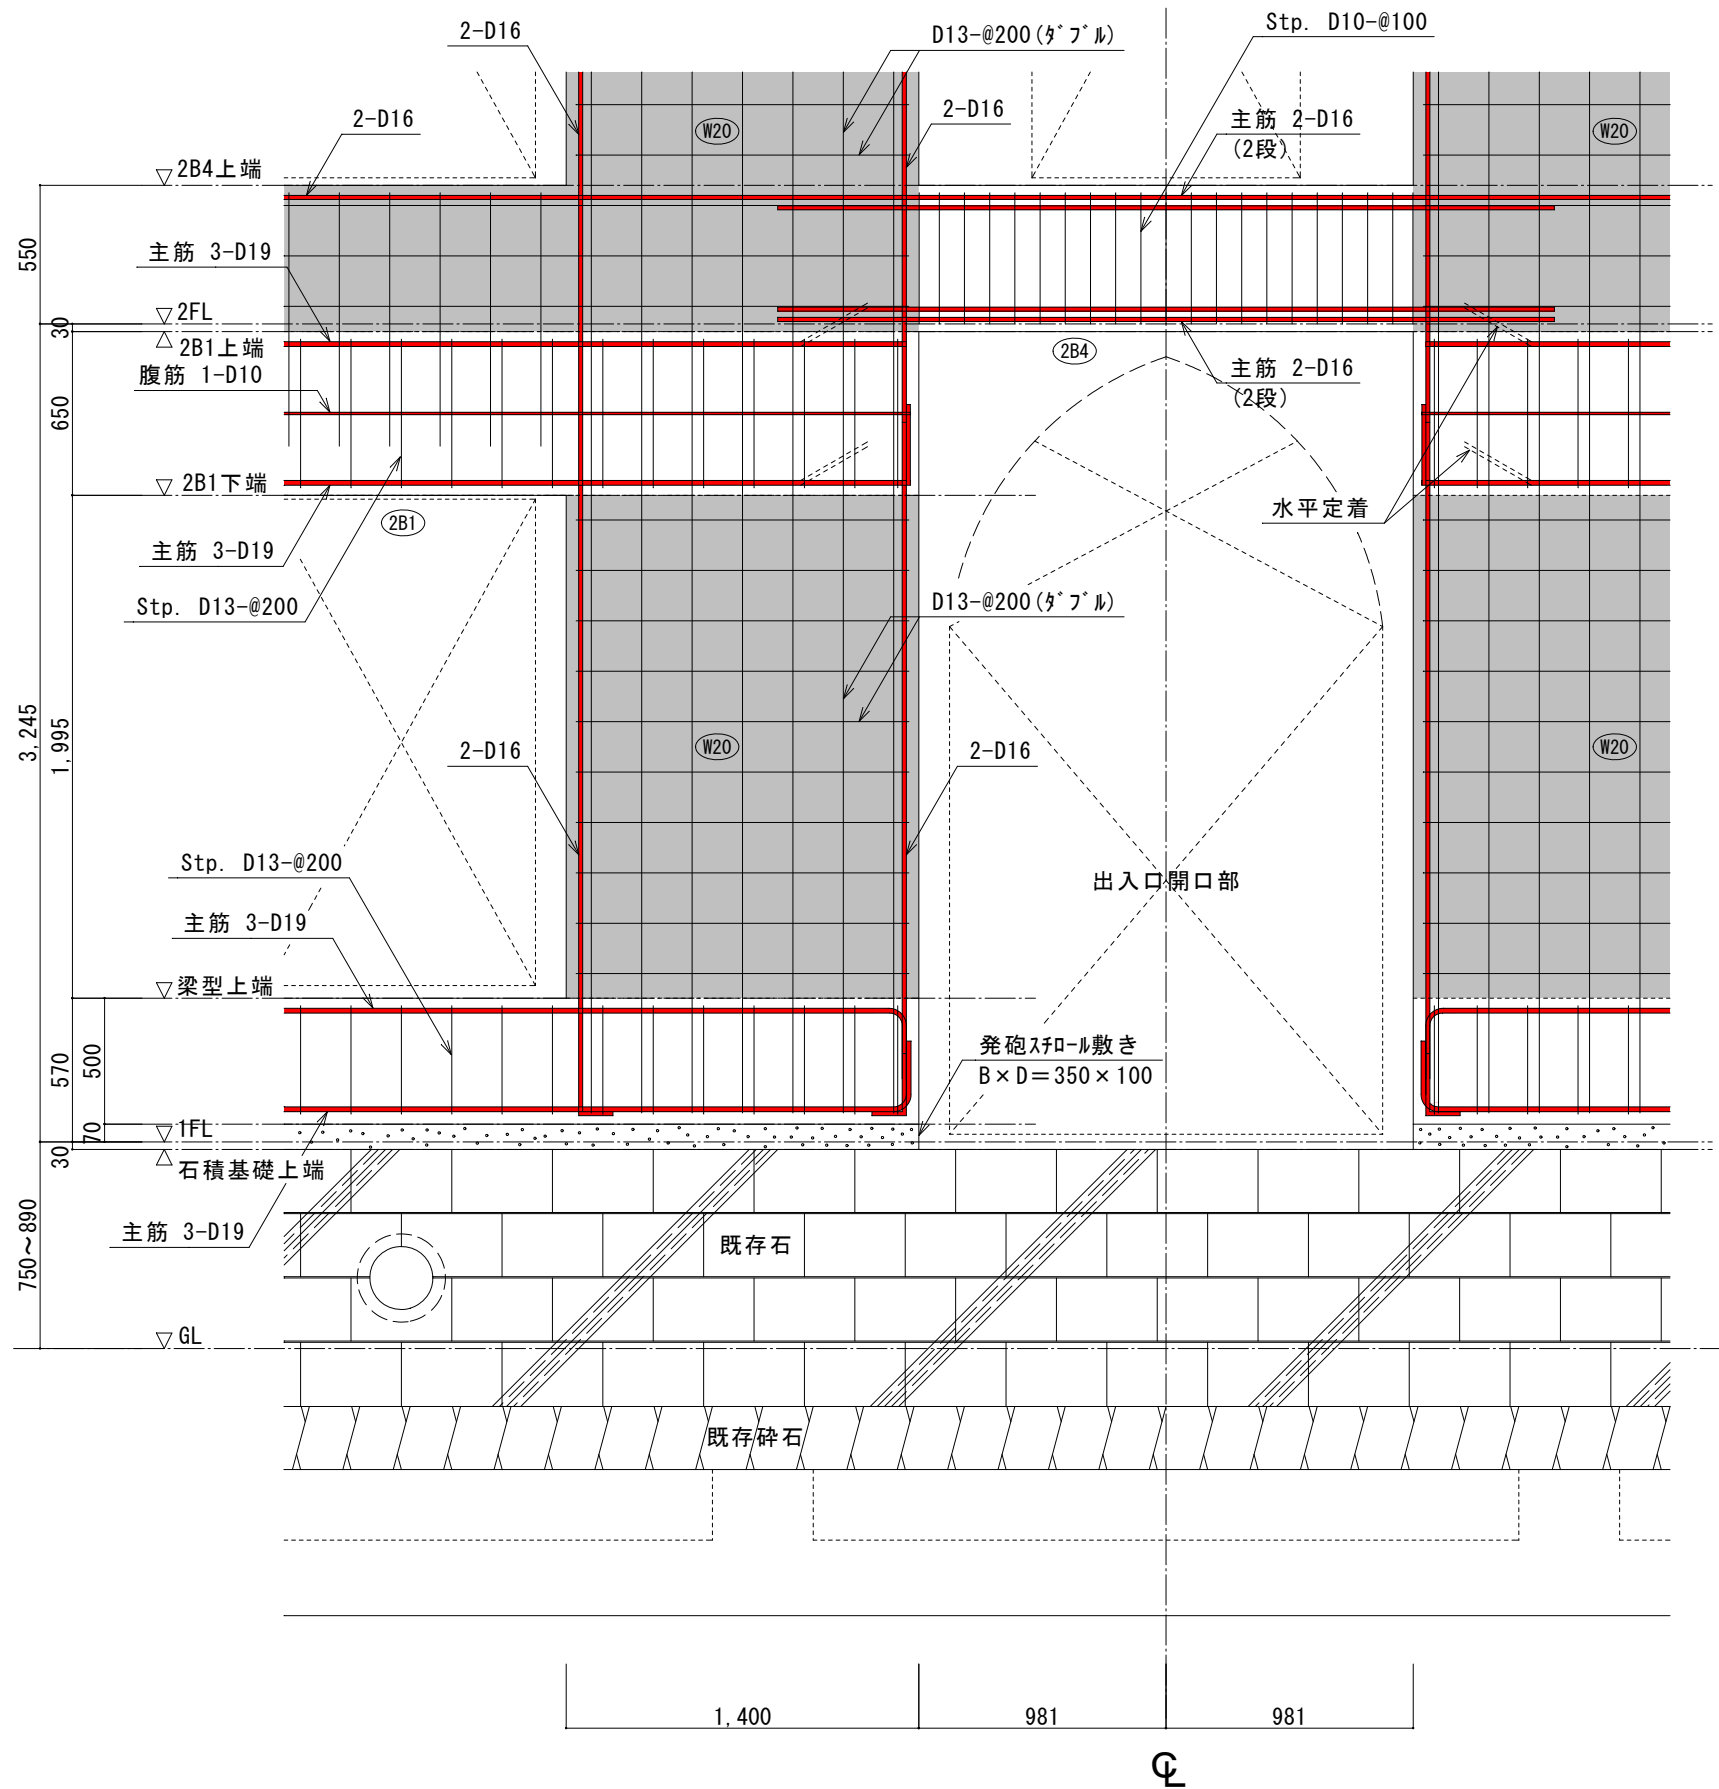 2-D16
D13-@200(ﾀﾞﾌﾞﾙ)
Stp. D10-@100
2-D16
W20
2-D16
主筋 2-D16
(2段)
W20
2B4上端
550
主筋 3-D19
2FL
30
2B1上端
2B4
腹筋 1-D10
主筋 2-D16
(2段)
650
2B1下端
2B1
水平定着
主筋 3-D19
Stp. D13-@200
D13-@200(ﾀﾞﾌﾞﾙ)
3,245
1,995
2-D16
W20
2-D16
W20
Stp. D13-@200
出入口開口部
主筋 3-D19
梁型上端
570
500
発砲ｽﾁﾛｰﾙ敷き
B×D＝350×100
70
1FL
30
石積基礎上端
750～890
主筋 3-D19
既存石
GL
既存砕石
1,400
981
981
CL